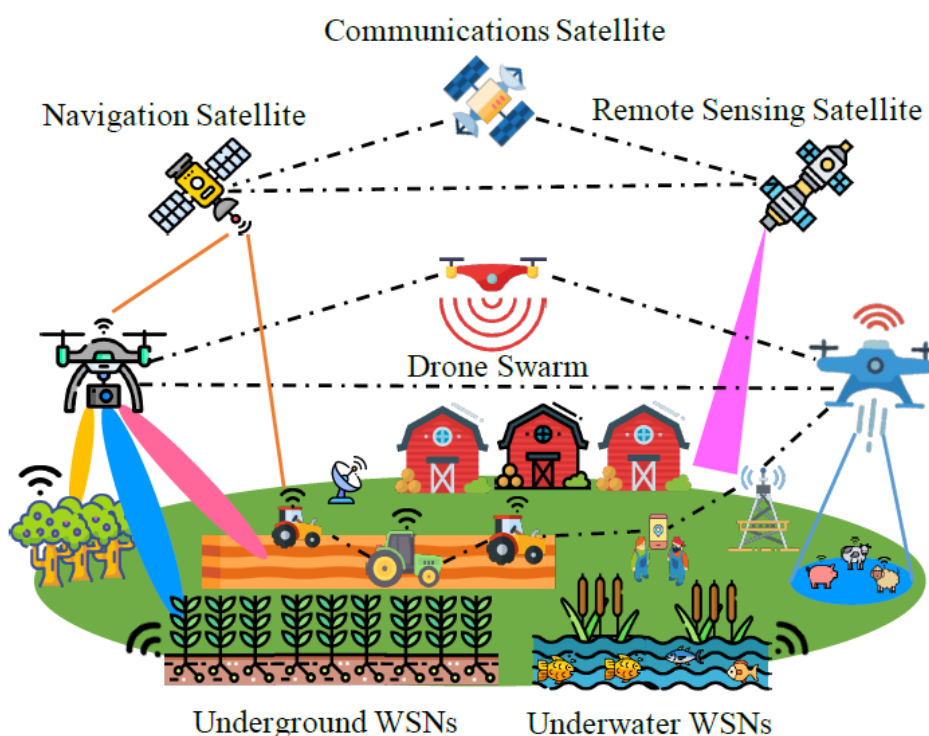 Communications Satellite
Navigation Satellite
Remote Sensing Satellite
Drone Swarm
Underground WSNs
Underwater WSNs